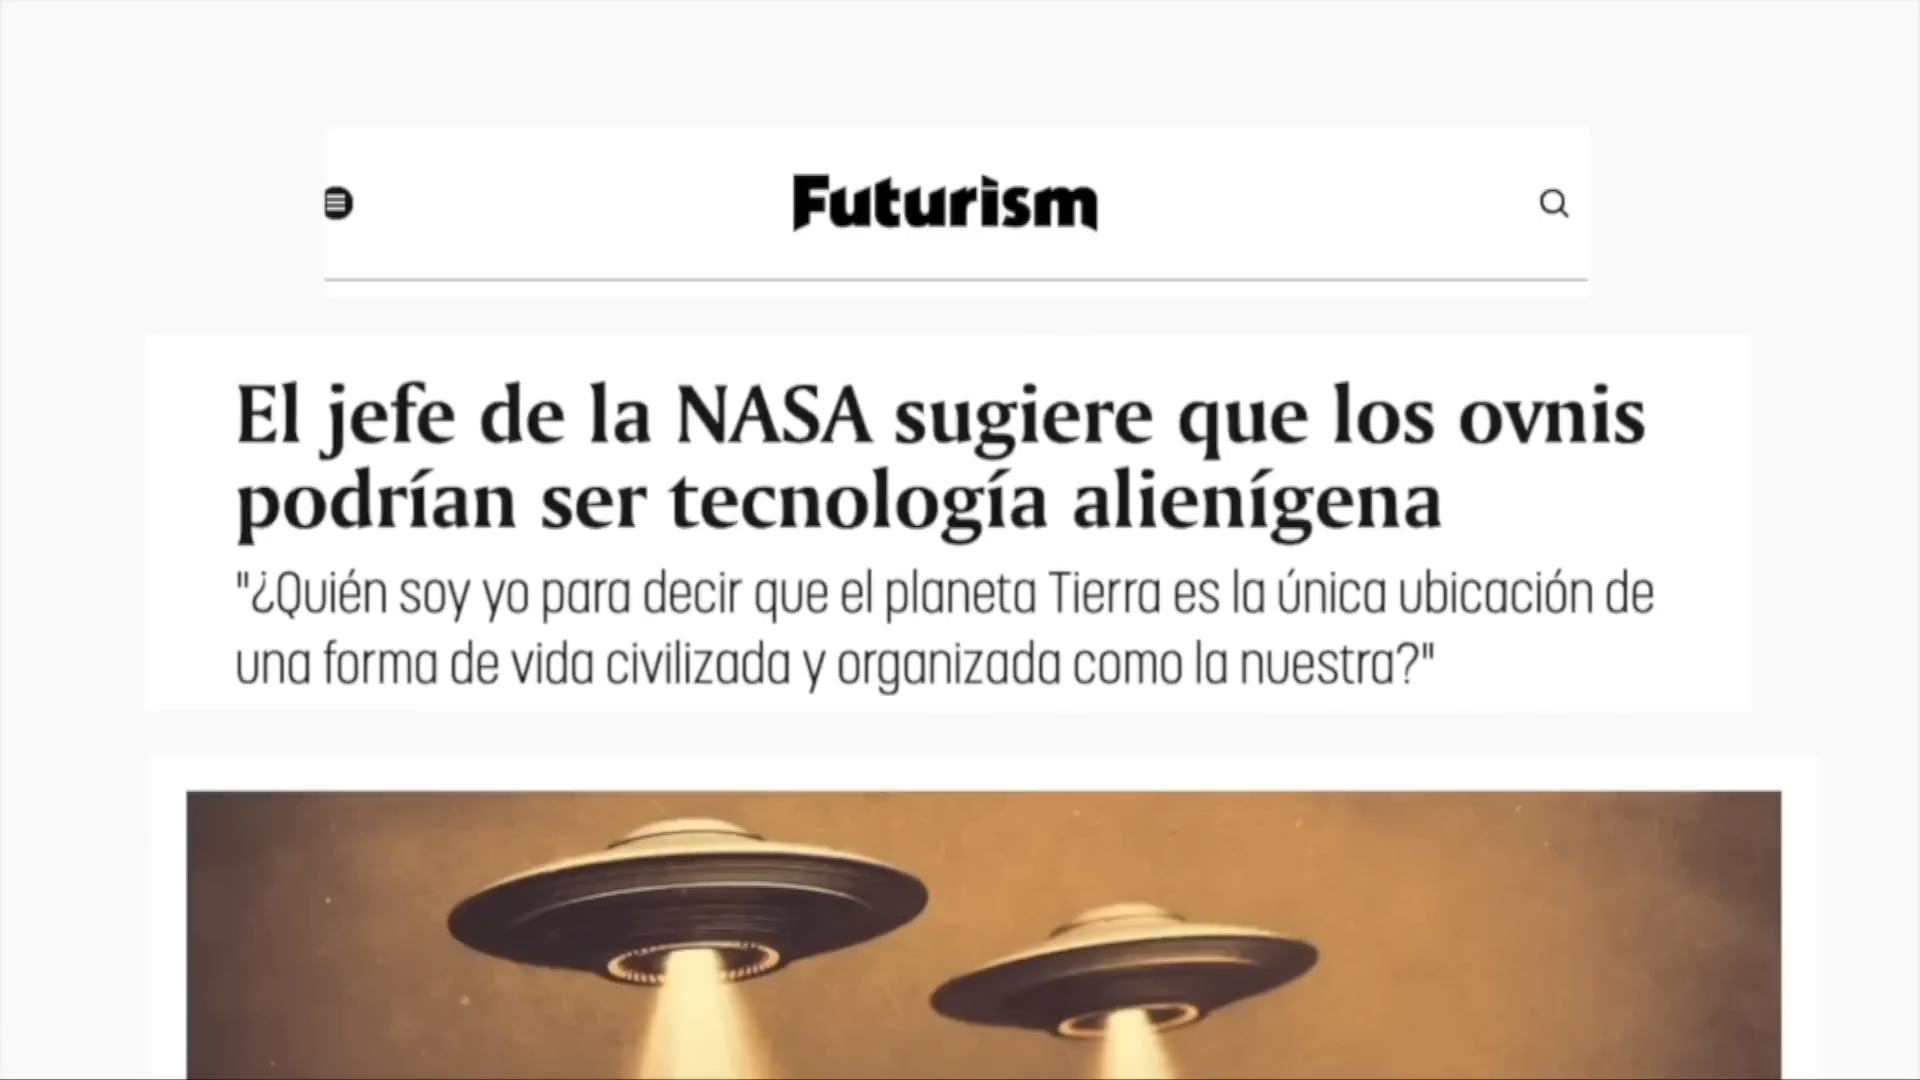 Futurism
El jefe de la NASA sugiere que los ovnis
podrían ser tecnología alienígena
"¿Quién soy yo para decir que el planeta Tierra es la única ubicación de
una forma de vida civilizada y organizada como la nuestra?"